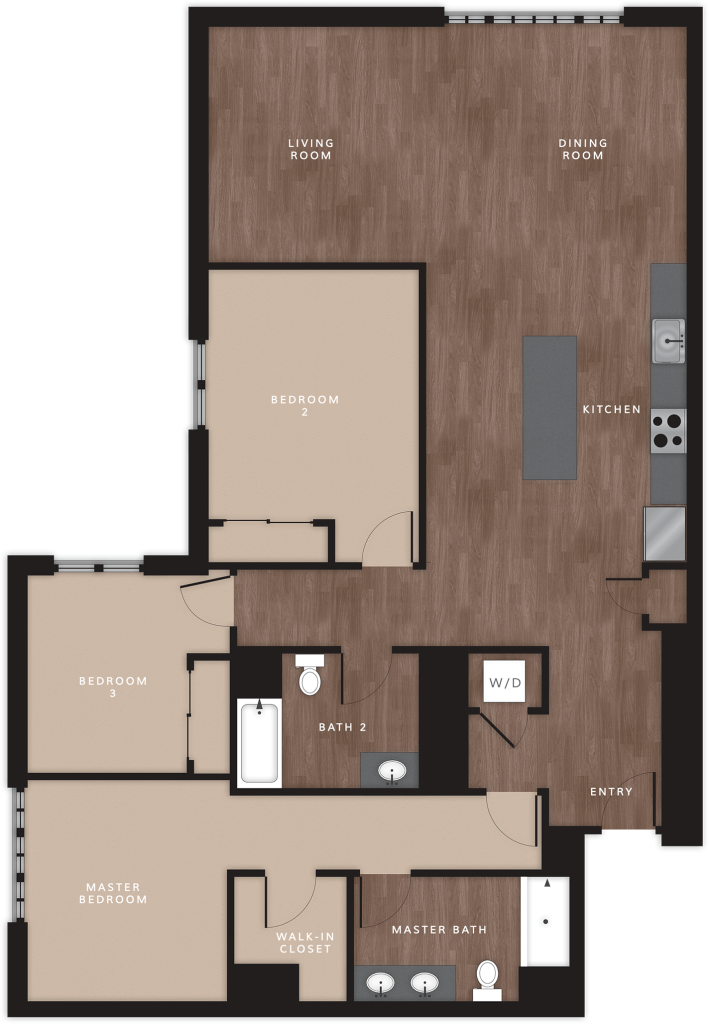 LIVING
ROOM
DINING
ROOM
BEDROOM
2
KITCHEN
BEDROOM
3
W/D
BATH 2
ENTRY
MASTER
BEDROOM
WALK-IN
CLOSET
MASTER BATH